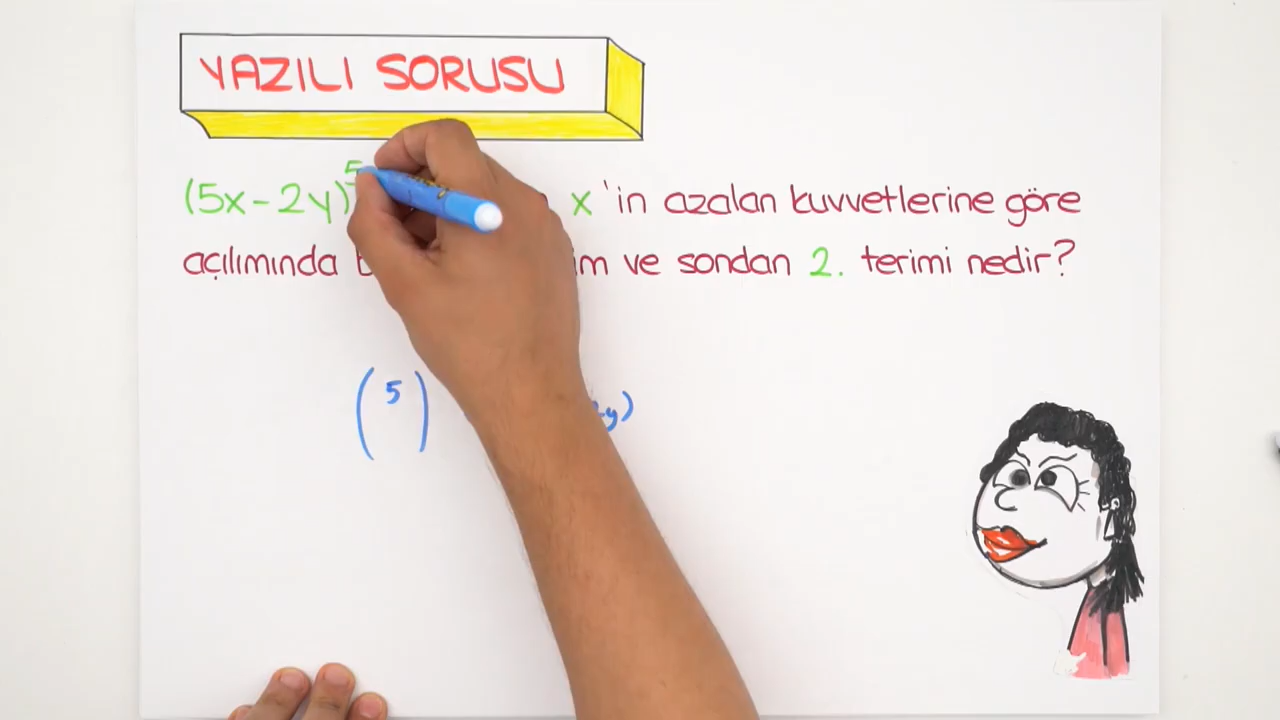 YAZILI SORUSU
(5x-2y)⁵ x'in azalan kuvvetlerine göre
açılımında ve sondan 2. terimi nedir?
(5) y)